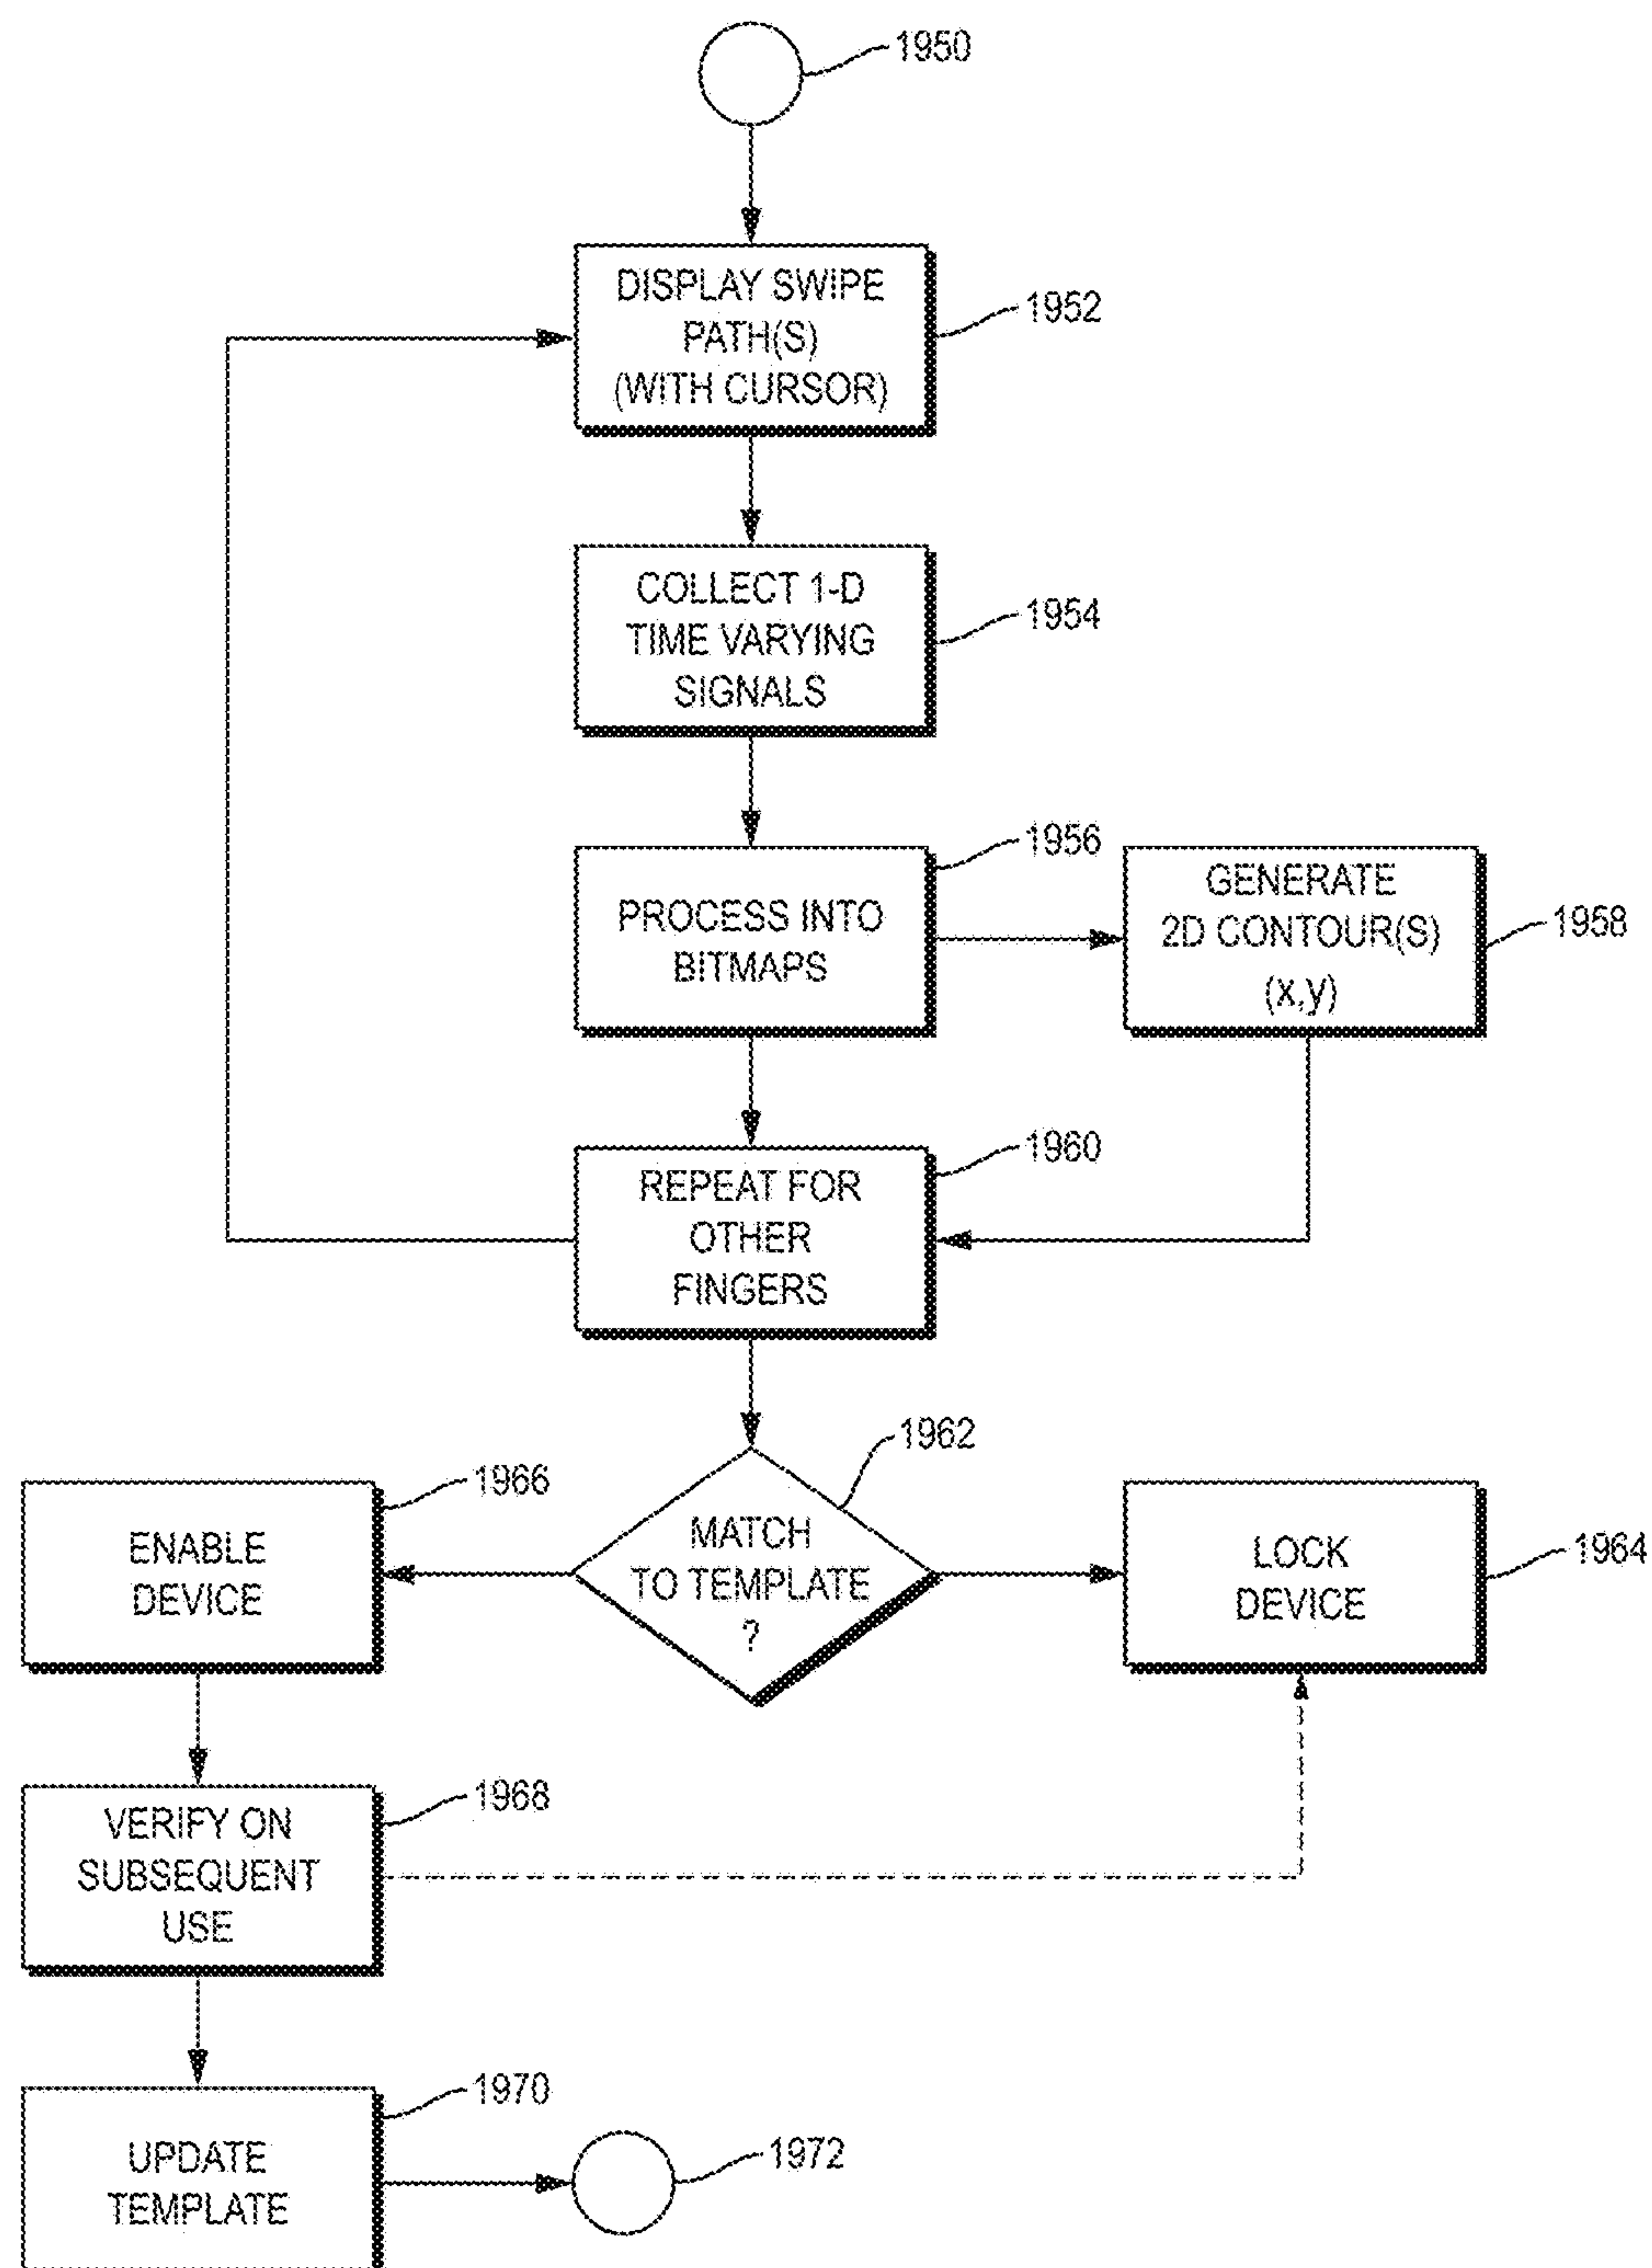 1950
DISPLAY SWIPE
PATH(S)
(WITH CURSOR)
1952
COLLECT 1-D
TIME VARYING
SIGNALS
1954
PROCESS INTO
BITMAPS
1956
GENERATE
2D CONTOUR(S)
(x,y)
1958
REPEAT FOR
OTHER
FINGERS
1960
MATCH
TO TEMPLATE
?
1962
LOCK
DEVICE
1964
ENABLE
DEVICE
1966
VERIFY ON
SUBSEQUENT
USE
1968
UPDATE
TEMPLATE
1970
1972